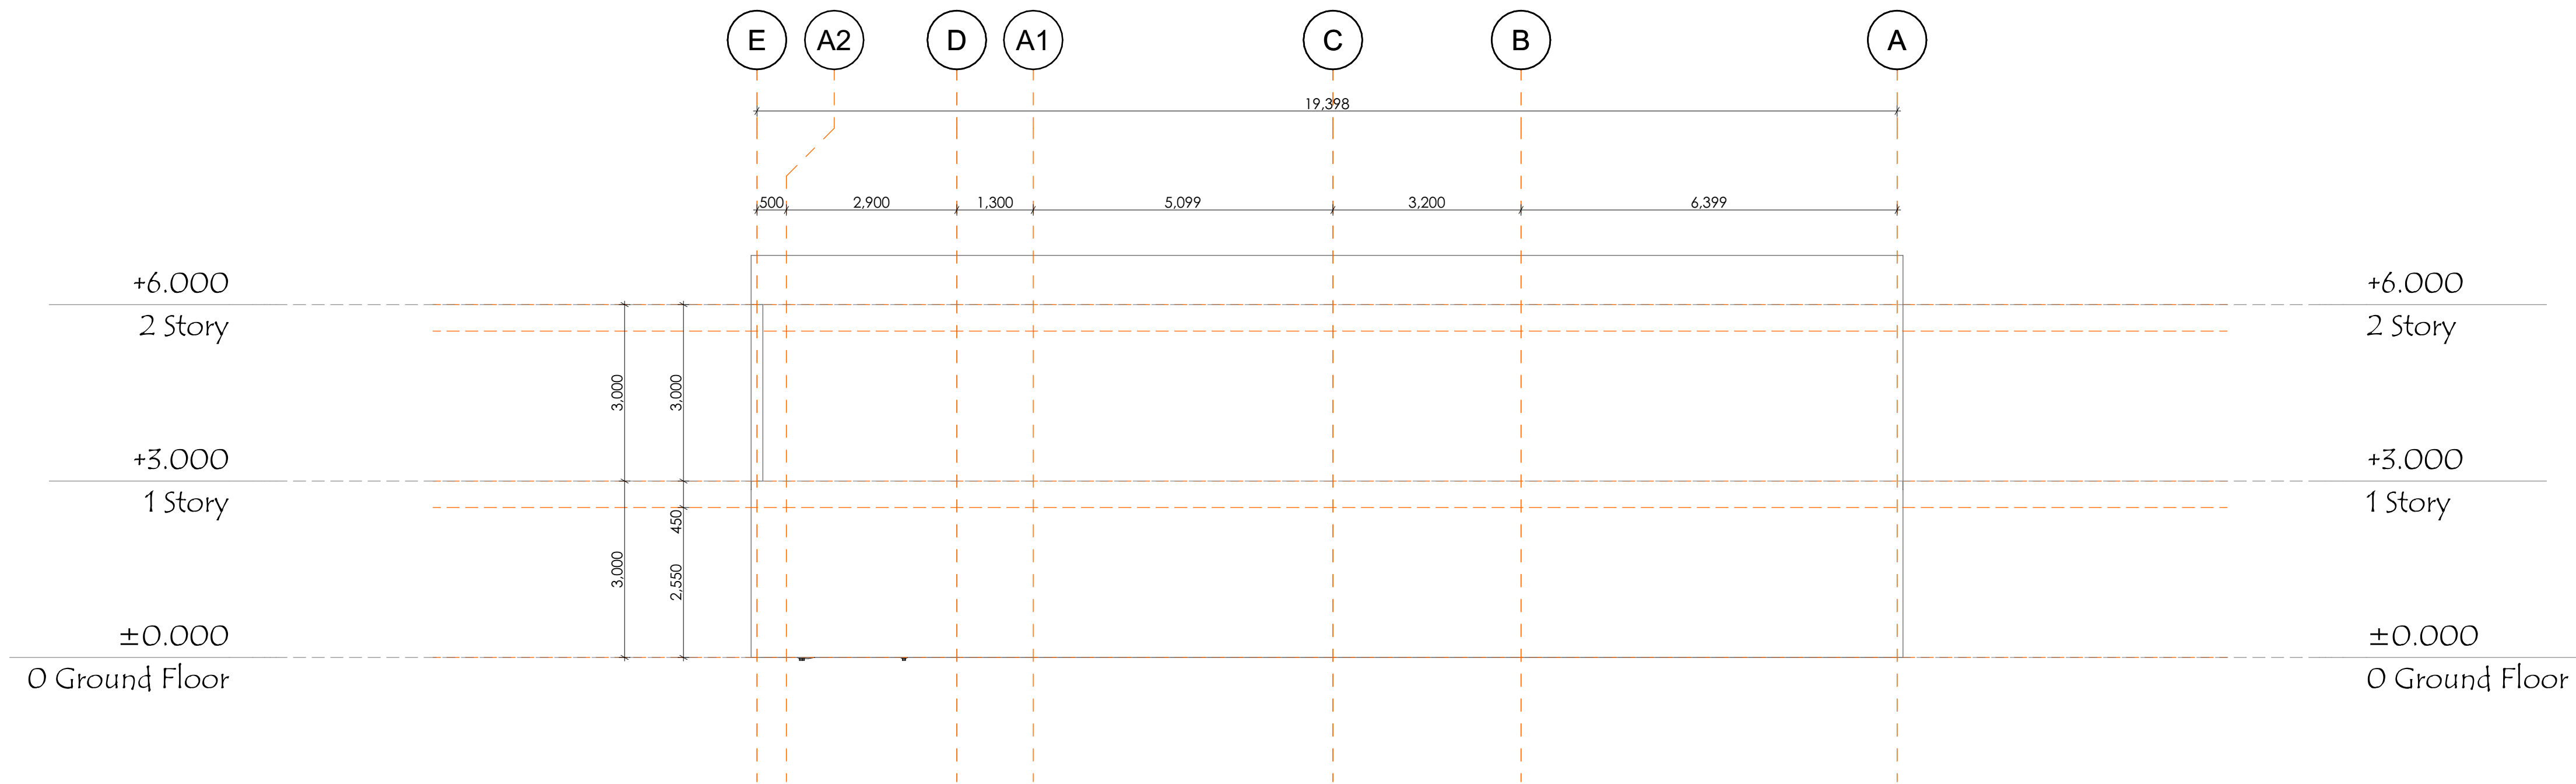 E A2 D A1 C B A
19,398
500 2,900 1,300 5,099 3,200 6,399
+6.000 +6.000
2 Story 2 Story
3,000 3,000
+3.000 +3.000
1 Story 1 Story
450
3,000 2,550
±0.000 ±0.000
0 Ground Floor 0 Ground Floor